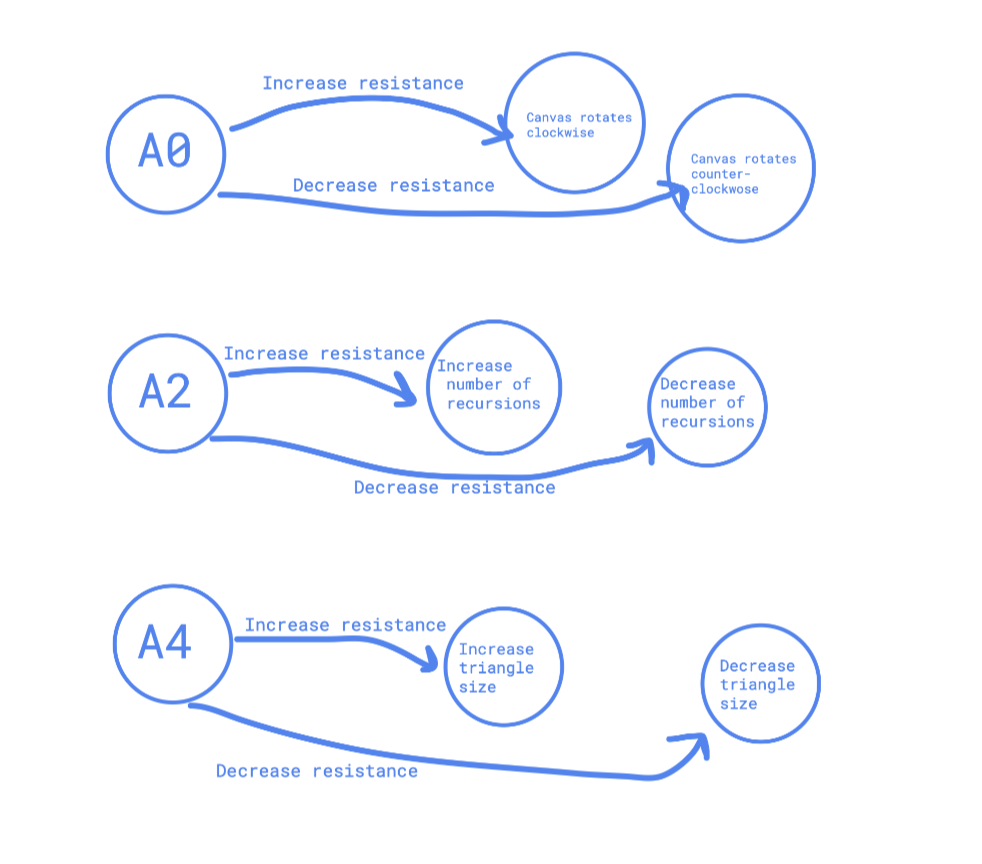 Increase resistance
A0
Canvas rotates
clockwise
Decrease resistance
Canvas rotates
counter-
clockwose
Increase resistance
A2
Increase
number of
recursions
Decrease
number of
recursions
Decrease resistance
Increase resistance
A4
Increase
triangle
size
Decrease
triangle
size
Decrease resistance